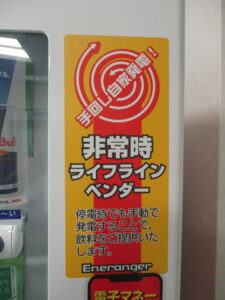 手回し自家発電!!
非常時
ライフライン
ベンダー
停電時でも手動で
発電することで、
飲料をご提供いた
します。
Eneranger
電子マネー
Bul